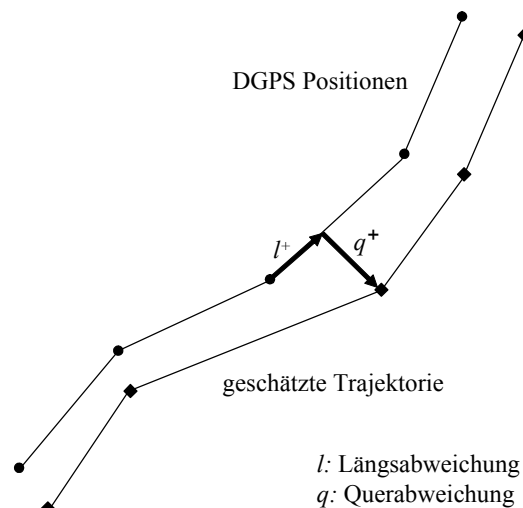 DGPS Positionen
l+
q+
geschätzte Trajektorie
l: Längsabweichung
q: Querabweichung